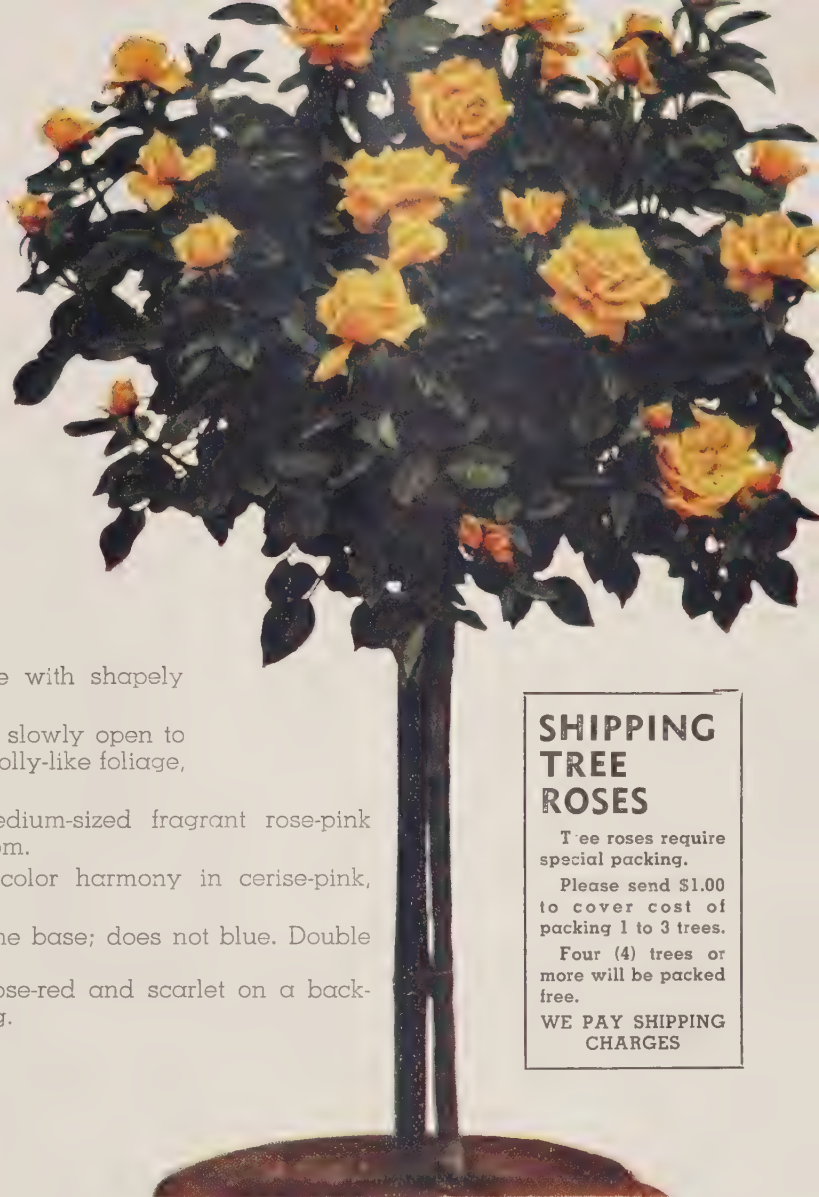 e with shapely
slowly open to
olly-like foliage,
edium-sized fragrant rose-pink
om.
color harmony in cerise-pink,
ne base; does not blue. Double
ose-red and scarlet on a back-
g.
SHIPPING
TREE
ROSES
T ee roses require
special packing.
Please send $1.00
to cover cost of
packing 1 to 3 trees.
Four (4) trees or
more will be packed
free.
WE PAY SHIPPING
CHARGES